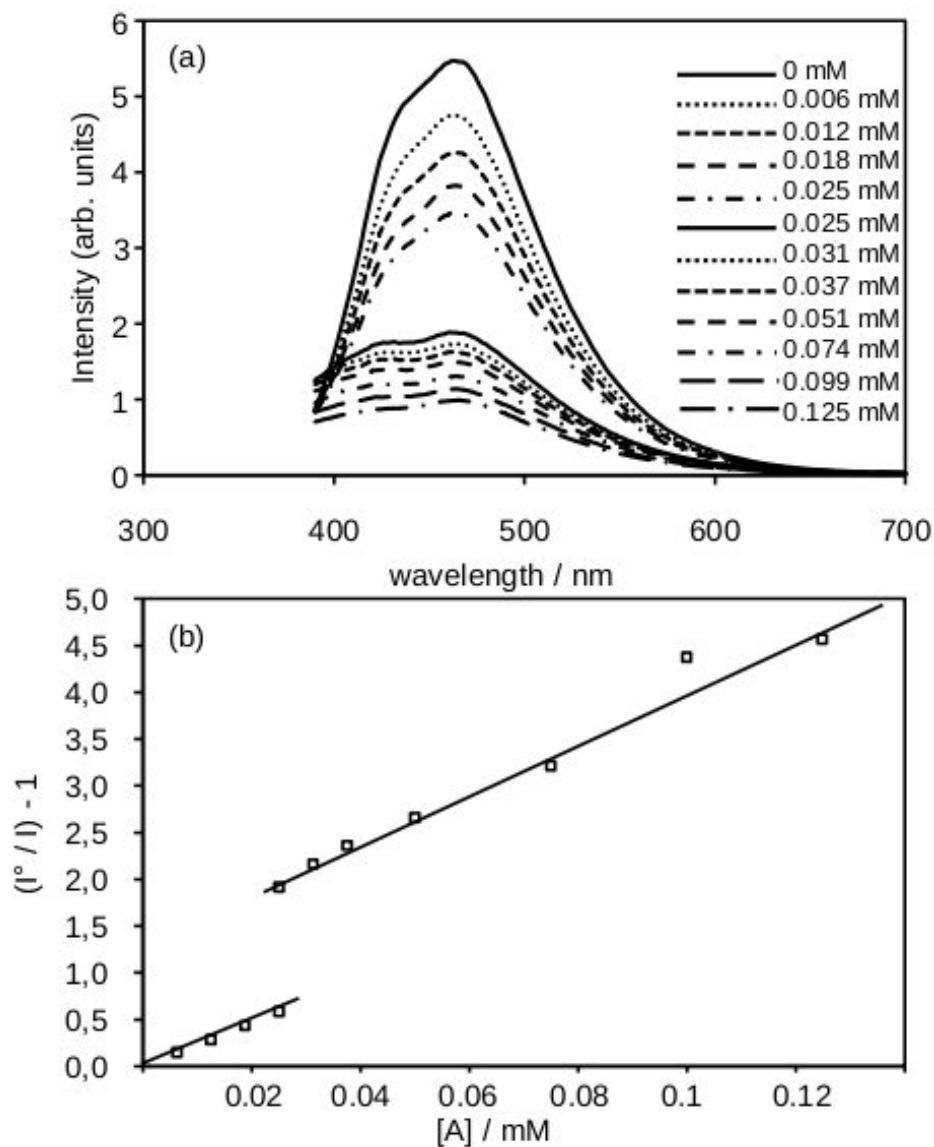 6
(a)
5
4
3
2
1
0
Intensity (arb. units)
0 mM
0.006 mM
0.012 mM
0.018 mM
0.025 mM
0.025 mM
0.031 mM
0.037 mM
0.051 mM
0.074 mM
0.099 mM
0.125 mM
300 400 500 600 700
wavelength / nm
5,0
(b)
4,5
4,0
3,5
3,0
2,5
2,0
1,5
1,0
0,5
0,0
(I° / I) - 1
0.02 0.04 0.06 0.08 0.1 0.12
[A] / mM